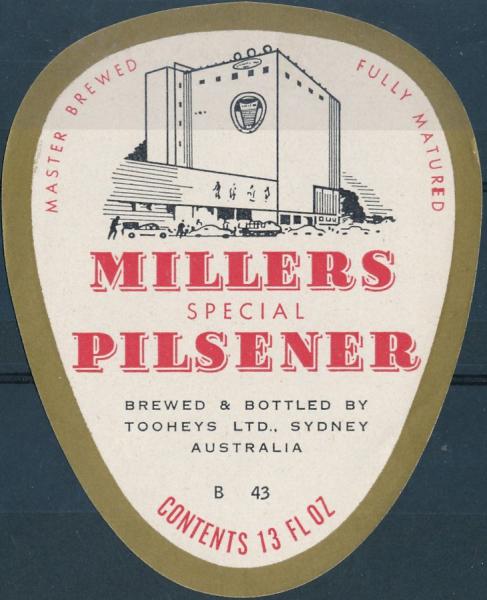 MASTER BREWED
FULLY MATURED
MILLERS
SPECIAL
PILSENER
BREWED & BOTTLED BY
TOOHEYS LTD., SYDNEY
AUSTRALIA
B 43
CONTENTS 13 FL OZ